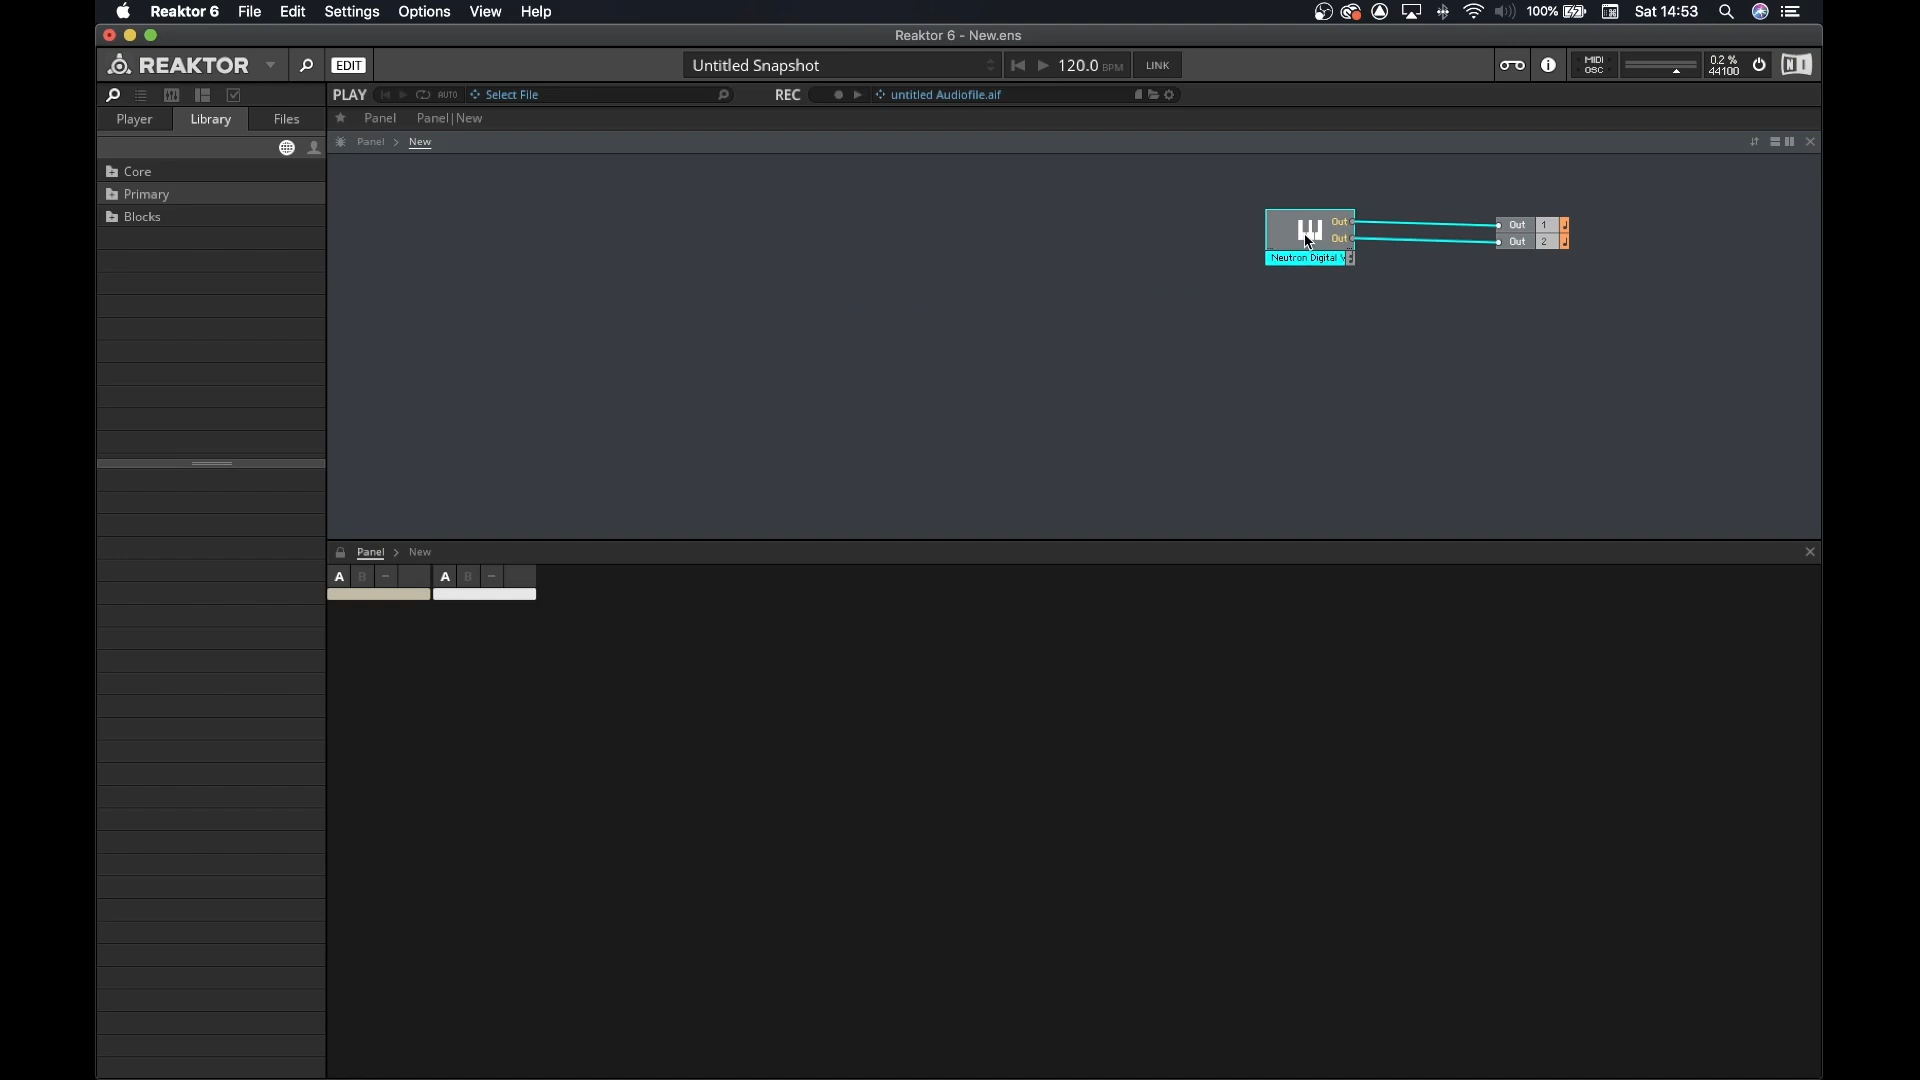 Reaktor 6 File Edit Settings Options View Help 100% Sat 14:53
Reaktor 6 - New.ens
REAKTOR EDIT Untitled Snapshot 120.0 BPM LINK MIDI OSC 0.2 % 44100 NI
PLAY AUTO Select File REC untitled Audiofile.aif
Player Library Files Panel Panel|New
Panel > New
Core
Primary
Blocks
Out
Out
Neutron Digital
Out 1
Out 2
Panel > New
A B A B